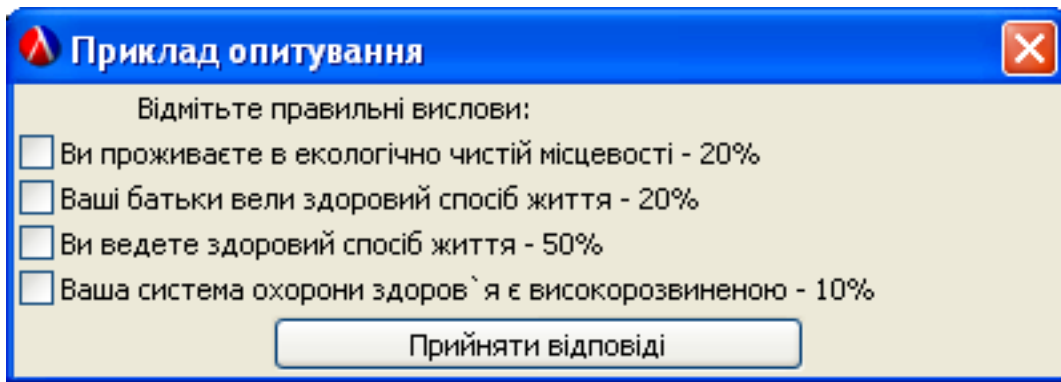 Приклад опитування
Відмітьте правильні вислови:
Ви проживаєте в екологічно чистій місцевості - 20%
Ваші батьки вели здоровий спосіб життя - 20%
Ви ведете здоровий спосіб життя - 50%
Ваша система охорони здоров`я є високорозвиненою - 10%
Прийняти відповіді